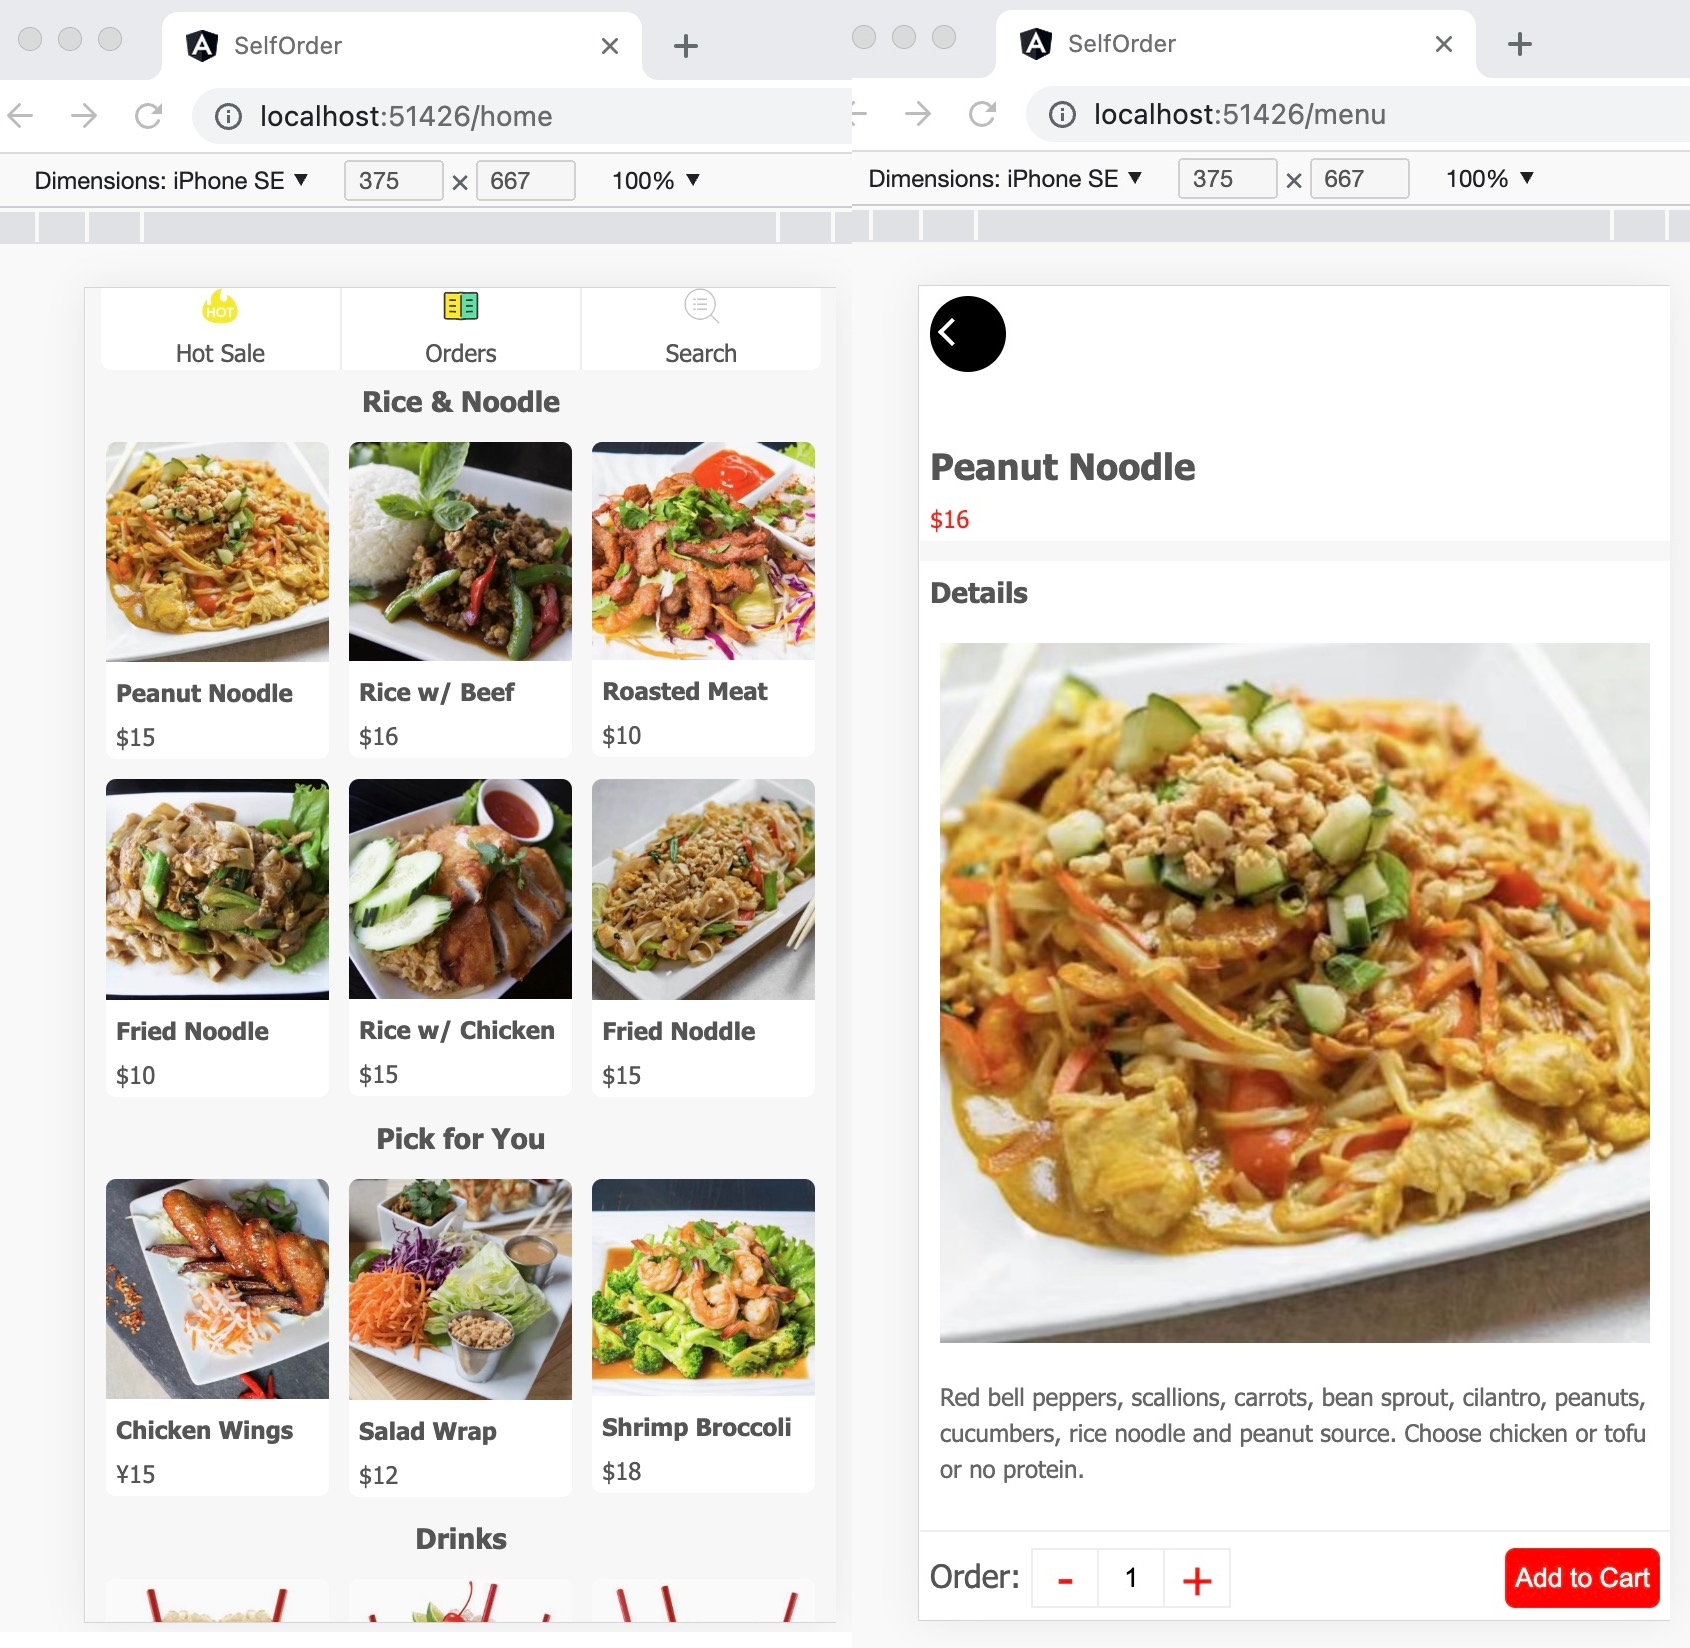 SelfOrder
localhost:51426/home
Dimensions: iPhone SE ▼ 375 × 667 100% ▼
HOT
Hot Sale Orders Search
Rice & Noodle
Peanut Noodle Rice w/ Beef Roasted Meat
$15 $16 $10
Fried Noodle Rice w/ Chicken Fried Noddle
$10 $15 $15
Pick for You
Chicken Wings Salad Wrap Shrimp Broccoli
¥15 $12 $18
Drinks
SelfOrder
localhost:51426/menu
Dimensions: iPhone SE ▼ 375 × 667 100% ▼
Peanut Noodle
$16
Details
Red bell peppers, scallions, carrots, bean sprout, cilantro, peanuts,
cucumbers, rice noodle and peanut source. Choose chicken or tofu
or no protein.
Order: - 1 + Add to Cart